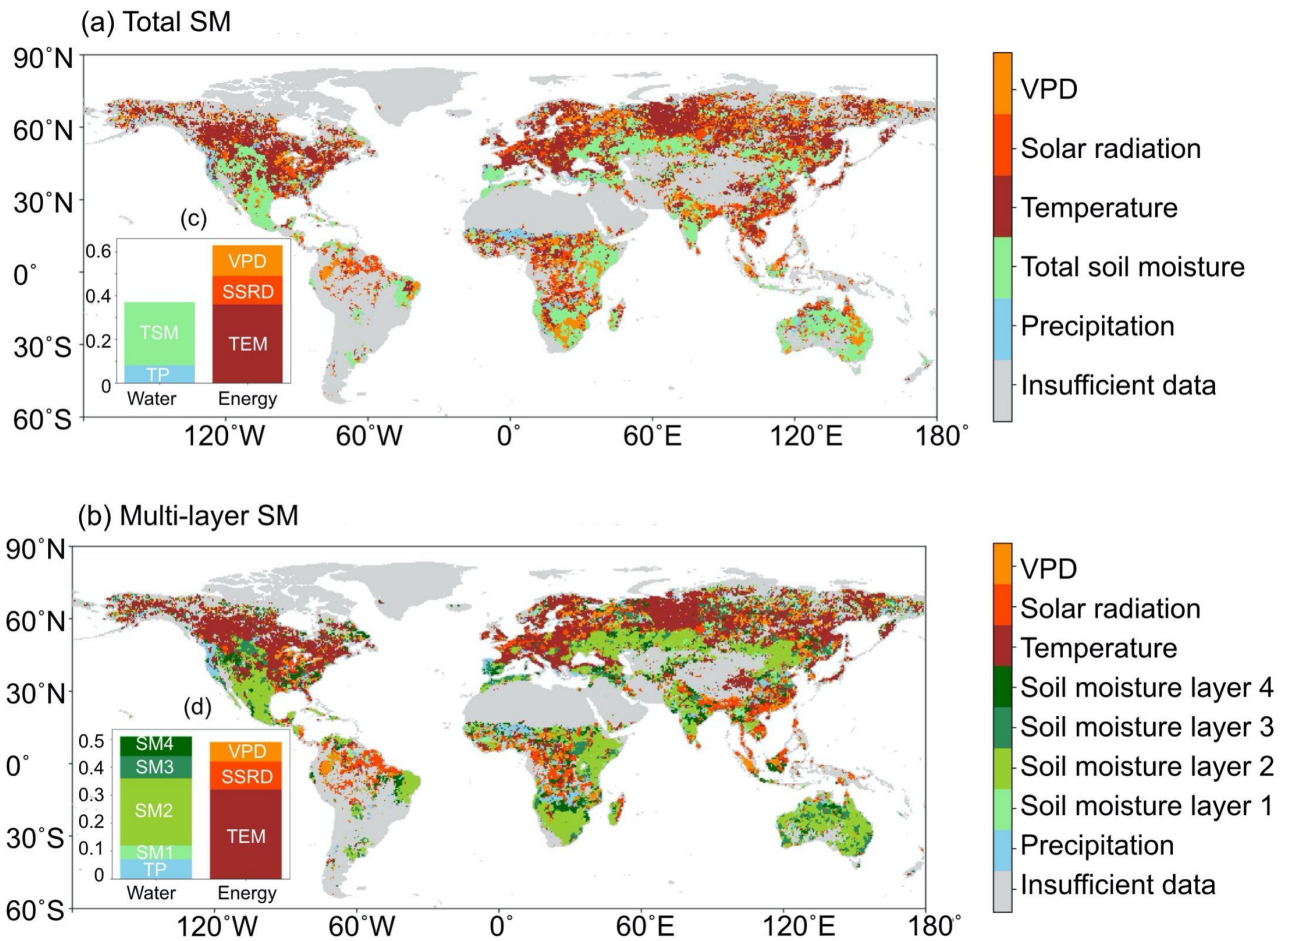 (a) Total SM
90°N
60°N
30°N
0°
30°S
60°S
120°W
60°W
0°
60°E
120°E
180°
(c)
0.6
0.4
0.2
0
TSM
TP
VPD
SSRD
TEM
Water
Energy
VPD
Solar radiation
Temperature
Total soil moisture
Precipitation
Insufficient data
(b) Multi-layer SM
90°N
60°N
30°N
0°
30°S
60°S
120°W
60°W
0°
60°E
120°E
180°
(d)
0.5
0.4
0.3
0.2
0.1
0
SM4
SM3
SM2
SM1
TP
VPD
SSRD
TEM
Water
Energy
VPD
Solar radiation
Temperature
Soil moisture layer 4
Soil moisture layer 3
Soil moisture layer 2
Soil moisture layer 1
Precipitation
Insufficient data